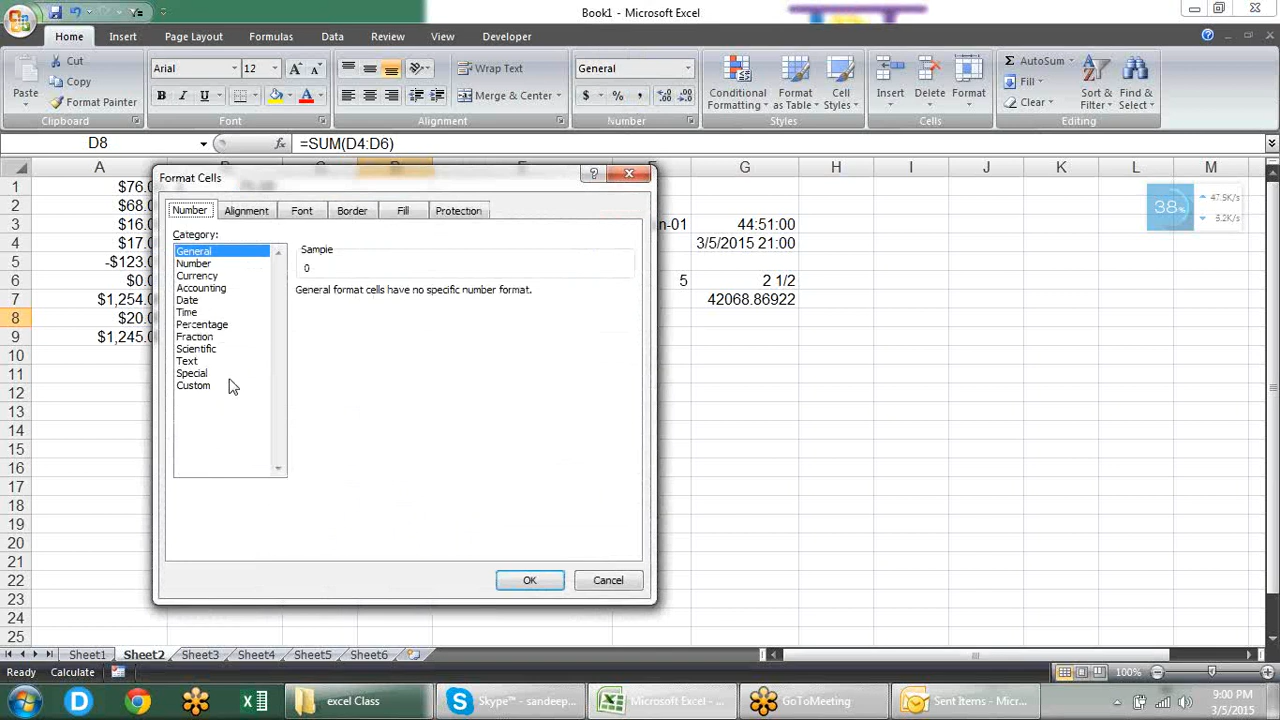 Book1 - Microsoft Excel
Home Insert Page Layout Formulas Data Review View Developer
Paste
Cut
Copy
Format Painter
Clipboard
Arial 12
B I U A
Font
Wrap Text
Merge & Center
Alignment
General
$ % ,
Number
Conditional Formatting
Format as Table
Cell Styles
Styles
Insert Delete Format
Cells
AutoSum
Fill
Clear
Sort & Filter
Find & Select
Editing
D8 fx =SUM(D4:D6)
A G H I J K L M
1 $76.0
2 $68.0
3 $16.0 n-01 44:51:00
4 $17.0 3/5/2015 21:00
5 -$123.0
6 $0.0 5 2 1/2
7 $1,254.0 42068.86922
8 $20.0
9 $1,245.0
10
11
12
13
14
15
16
17
18
19
20
21
22
23
24
25
38%
47.5K/s
5.2K/s
Format Cells
Number Alignment Font Border Fill Protection
Category:
General
Number
Currency
Accounting
Date
Time
Percentage
Fraction
Scientific
Text
Special
Custom
Sample
0
General format cells have no specific number format.
OK Cancel
Sheet1 Sheet2 Sheet3 Sheet4 Sheet5 Sheet6
Ready Calculate 100%
excel Class Skype™ - sandeep... Microsoft Excel - ... GoToMeeting Sent Items - Micr...
9:00 PM
3/5/2015